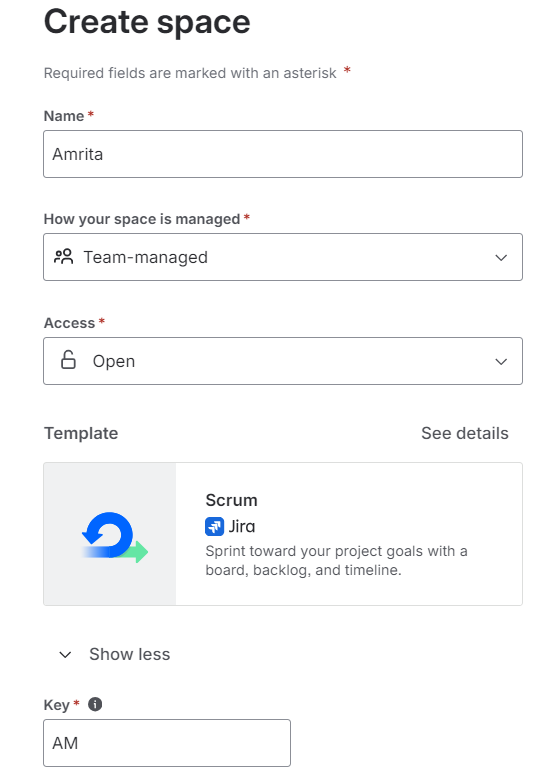 Create space
Required fields are marked with an asterisk *
Name *
Amrita
How your space is managed *
Team-managed
Access *
Open
Template See details
Scrum
Jira
Sprint toward your project goals with a
board, backlog, and timeline.
Show less
Key *
AM